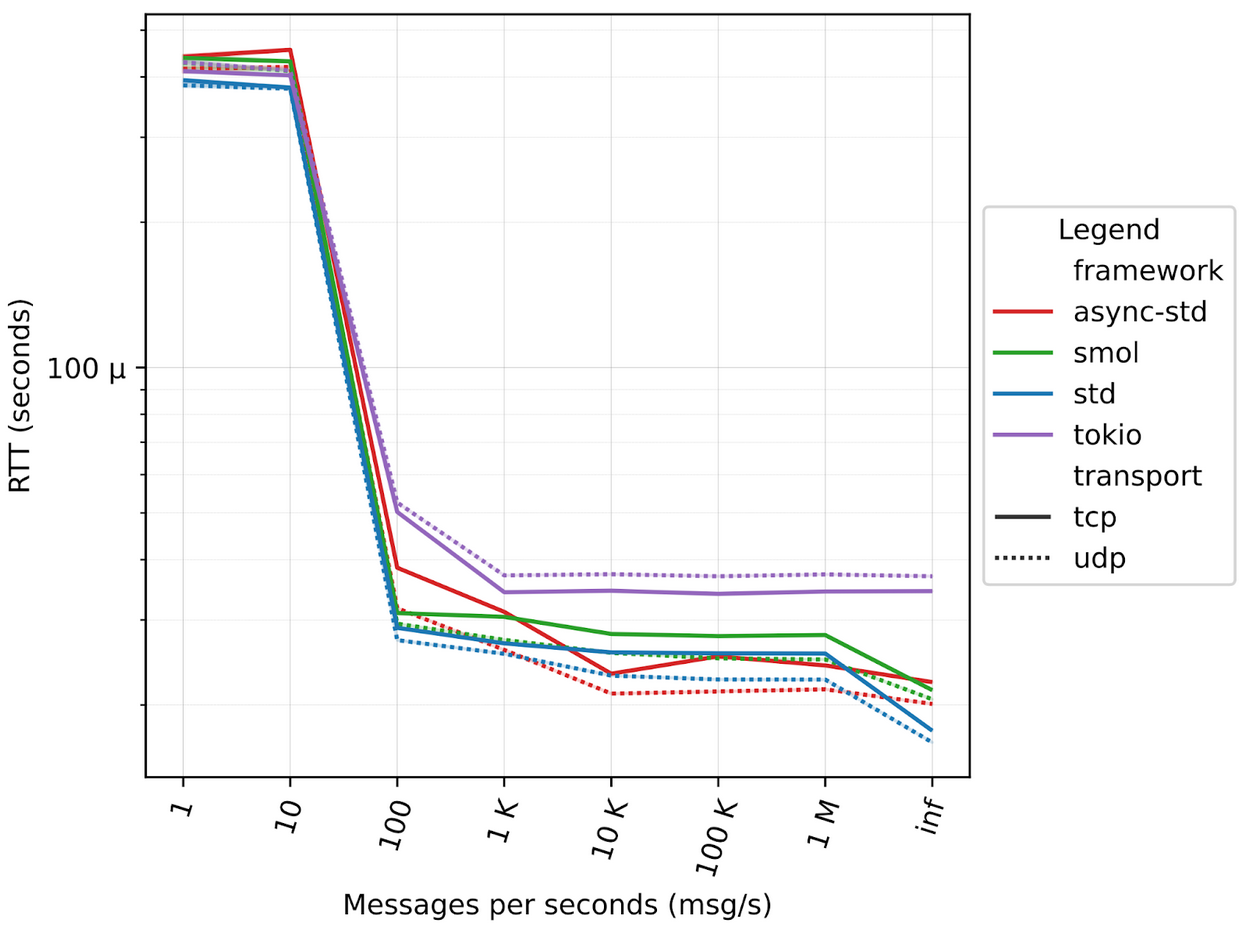 RTT (seconds)
100 µ
1
10
100
1 K
10 K
100 K
1 M
inf
Messages per seconds (msg/s)
Legend
framework
async-std
smol
std
tokio
transport
tcp
udp